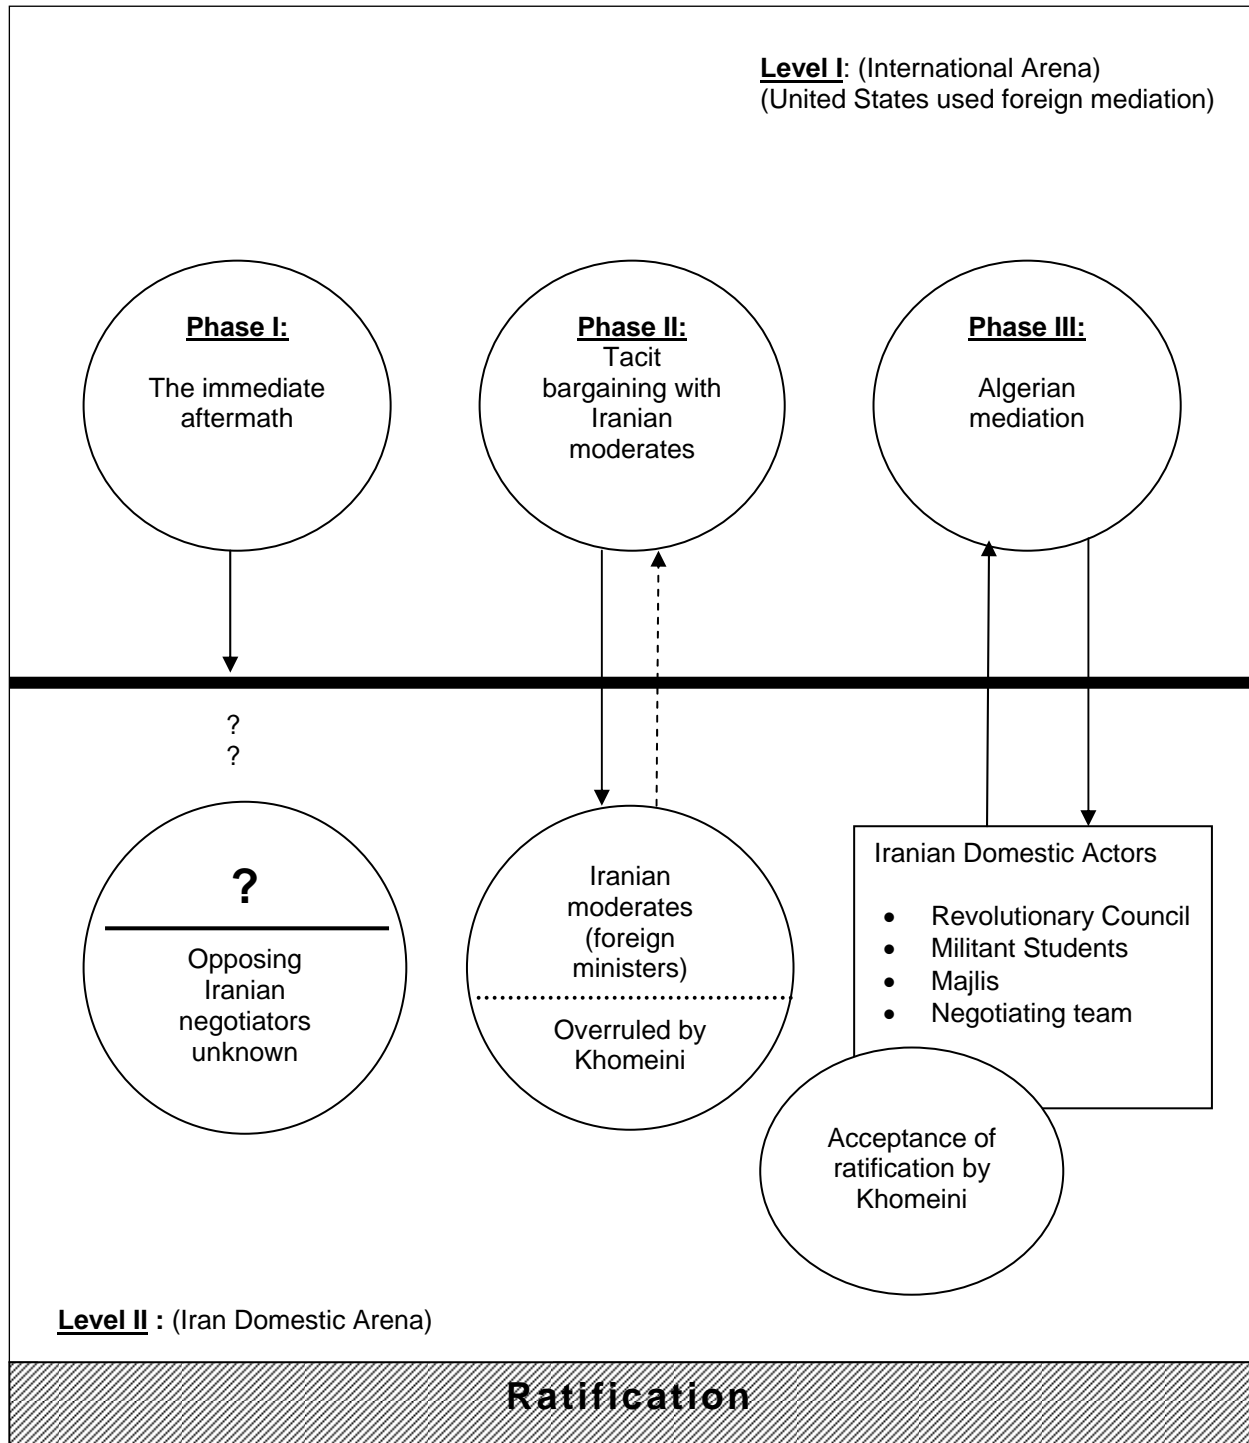 Level I: (International Arena)
(United States used foreign mediation)
Phase I:
The immediate
aftermath
Phase II:
Tacit
bargaining with
Iranian
moderates
Phase III:
Algerian
mediation
?
?
?
Opposing
Iranian
negotiators
unknown
Iranian
moderates
(foreign
ministers)
Overruled by
Khomeini
Iranian Domestic Actors
• Revolutionary Council
• Militant Students
• Majlis
• Negotiating team
Acceptance of
ratification by
Khomeini
Level II : (Iran Domestic Arena)
Ratification